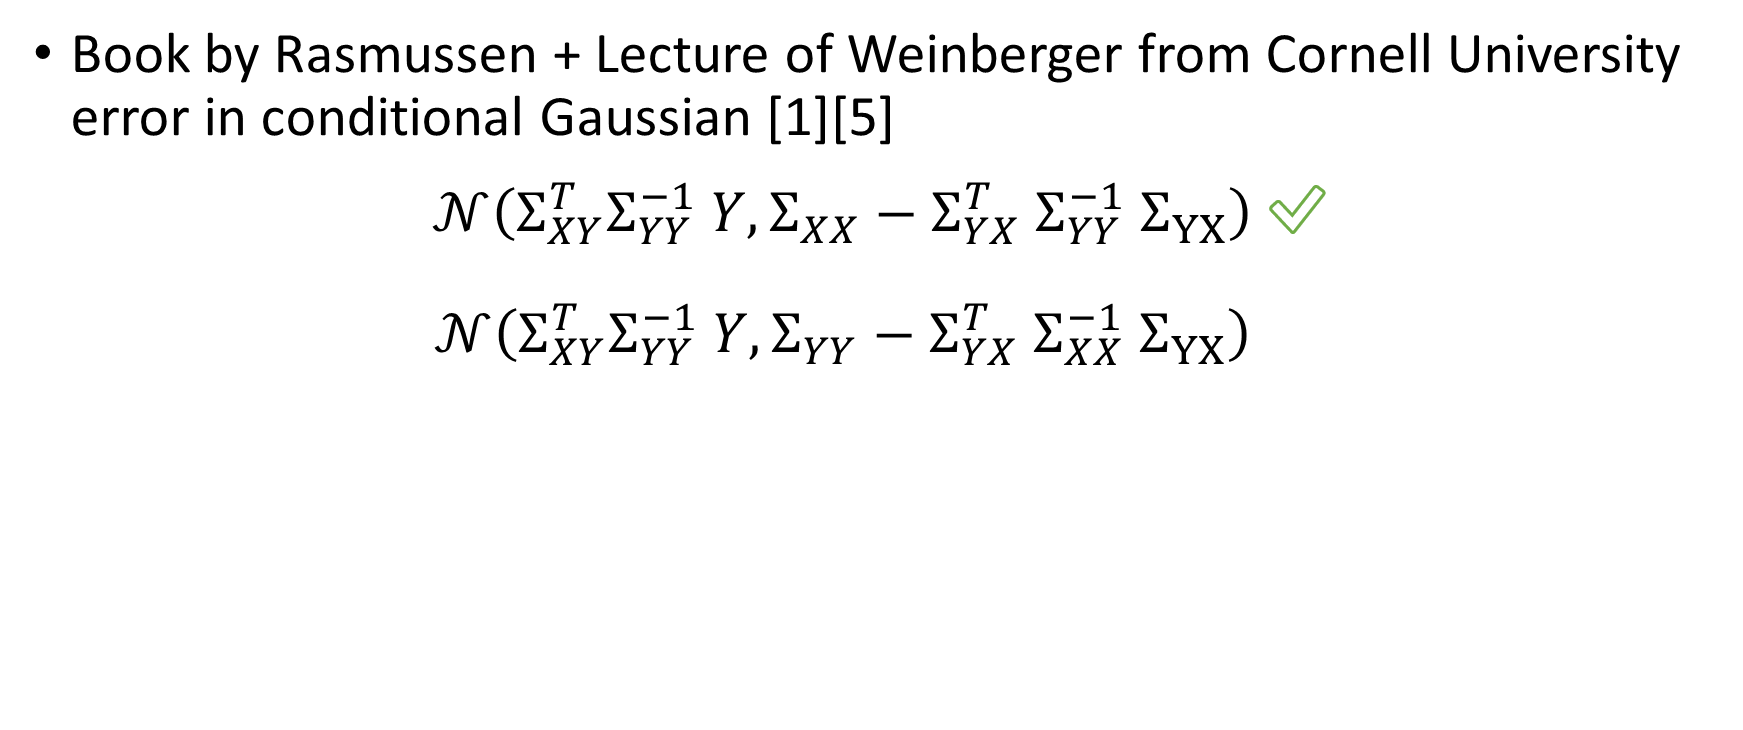 • Book by Rasmussen + Lecture of Weinberger from Cornell University
error in conditional Gaussian [1][5]
𝒩(Σ_{XY}^{T} Σ_{YY}^{-1} Y, Σ_{XX} − Σ_{YX}^{T} Σ_{YY}^{-1} Σ_{YX})
𝒩(Σ_{XY}^{T} Σ_{YY}^{-1} Y, Σ_{YY} − Σ_{YX}^{T} Σ_{XX}^{-1} Σ_{YX})